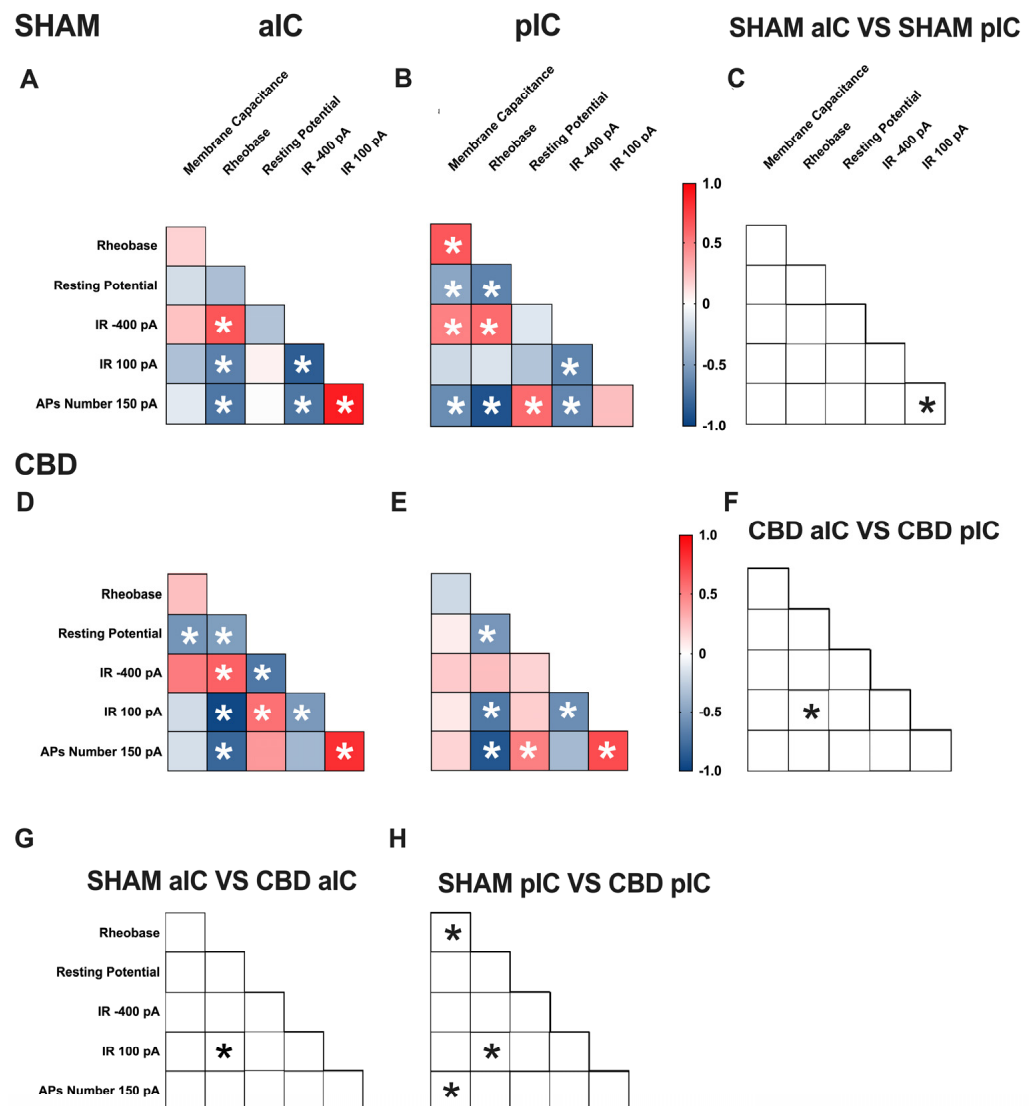 SHAM aIC pIC SHAM aIC VS SHAM pIC
A B C
Membrane Capacitance
Rheobase
Resting Potential
IR -400 pA
IR 100 pA
Membrane Capacitance
Rheobase
Resting Potential
IR -400 pA
IR 100 pA
Membrane Capacitance
Rheobase
Resting Potential
IR -400 pA
IR 100 pA
1.0
0.5
0
-0.5
-1.0
Rheobase *
Resting Potential * *
IR -400 pA * * *
IR 100 pA * * *
APs Number 150 pA * * * * * * * *
CBD
D E F
CBD aIC VS CBD pIC
1.0
0.5
0
-0.5
-1.0
Rheobase
Resting Potential * * *
IR -400 pA * *
IR 100 pA * * * * * *
APs Number 150 pA * * * * *
G H
SHAM aIC VS CBD aIC SHAM pIC VS CBD pIC
Rheobase *
Resting Potential
IR -400 pA
IR 100 pA * *
APs Number 150 pA *